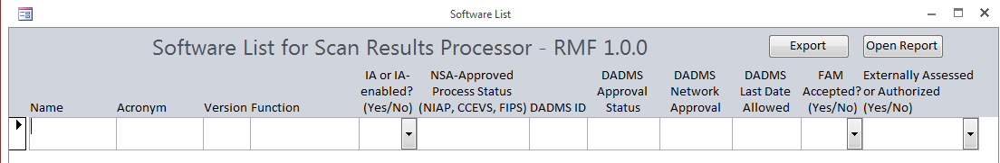 Software List
Software List for Scan Results Processor - RMF 1.0.0
Export
Open Report
Name
Acronym
Version
Function
IA or IA-
enabled?
(Yes/No)
NSA-Approved
Process Status
(NIAP, CCEVS, FIPS)
DADMS ID
DADMS
Approval
Status
DADMS
Network
Approval
DADMS
Last Date
Allowed
FAM
Accepted?
(Yes/No)
Externally Assessed
or Authorized
(Yes/No)